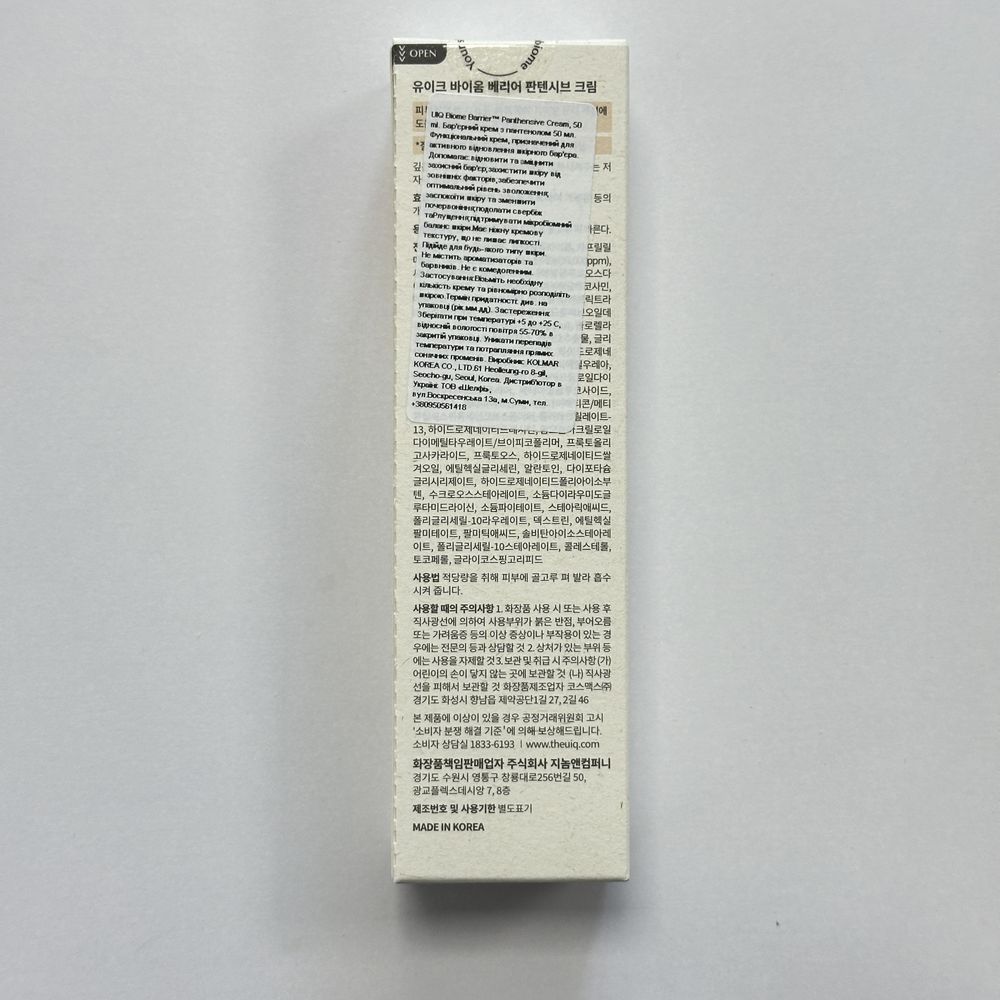 OPEN
Yours
biome
유이크 바이옴 베리어 판텐시브 크림
UIQ Biome Barrier™ Panthensive Cream, 50
ml. Бар'єрний крем з пантенолом 50 мл.
Функціональний крем, призначений для
активного відновлення шкірного бар'єра.
Допомагає:відновити та зміцнити
захисний бар'єр;захистити шкіру від
зовнішніх факторів;забезпечити
оптимальний рівень зволоження;
заспокоїти шкіру та зменшити
почервоніння;подолати свербіж
таРлущення;підтримувати мікробіомний
баланс шкіри.Має ніжну кремову
текстуру, що не лишає липкості.
Підійде для будь-якого типу шкіри.
Не містить ароматизаторів та
барвників. Не є комедогенним.
Застосування:Візьміть необхідну
кількість крему та рівномірно розподіліть
шкірою.Термін придатності: див. на
упаковці (рік.мм.дд). Застереження:
Зберігати при температурі +5 до +25 С,
відносній вологості повітря 55-70% в
закритій упаковці. Уникати перепадів
температури та потрапляння прямих
сонячних променів. Виробник: KOLMAR
KOREA CO., LTD.61 Heolleung-ro 8-gil,
Seocho-gu, Seoul, Korea. Дистриб'ютор в
Україні: ТОВ «Шелфі»,
вул.Воскресенська 13а, м.Суми, тел.
+380950561418
13, 하이드로제네이티드레시틴,
다이메틸타우레이트/브이피코폴리머, 프룩토올리
고사카라이드, 프룩토오스, 하이드로제네이티드쌀
겨오일, 에틸헥실글리세린, 알란토인, 다이포타슘
글리시리제이트, 하이드로제네이티드폴리아이소부
텐, 수크로오스스테아레이트, 소듐다이라우미도글
루타미드라이신, 소듐파이테이트, 스테아릭애씨드,
폴리글리세릴-10라우레이트, 덱스트린, 에틸헥실
팔미테이트, 팔미틱애씨드, 솔비탄아이소스테아레
이트, 폴리글리세릴-10스테아레이트, 콜레스테롤,
토코페롤, 글라이코스핑고리피드
사용법 적당량을 취해 피부에 골고루 펴 발라 흡수
시켜 줍니다.
사용할 때의 주의사항 1. 화장품 사용 시 또는 사용 후
직사광선에 의하여 사용부위가 붉은 반점, 부어오름
또는 가려움증 등의 이상 증상이나 부작용이 있는 경
우에는 전문의 등과 상담할 것 2. 상처가 있는 부위 등
에는 사용을 자제할 것 3. 보관 및 취급 시 주의사항 (가)
어린이의 손이 닿지 않는 곳에 보관할 것 (나) 직사광
선을 피해서 보관할 것 화장품제조업자 코스맥스㈜
경기도 화성시 향남읍 제약공단1길 27, 2길 46
본 제품에 이상이 있을 경우 공정거래위원회 고시
'소비자 분쟁 해결 기준'에 의해 보상해드립니다.
소비자 상담실 1833-6193 | www.theuiq.com
화장품책임판매업자 주식회사 지놈앤컴퍼니
경기도 수원시 영통구 창룡대로256번길 50,
광교플렉스데시앙 7, 8층
제조번호 및 사용기한 별도표기
MADE IN KOREA